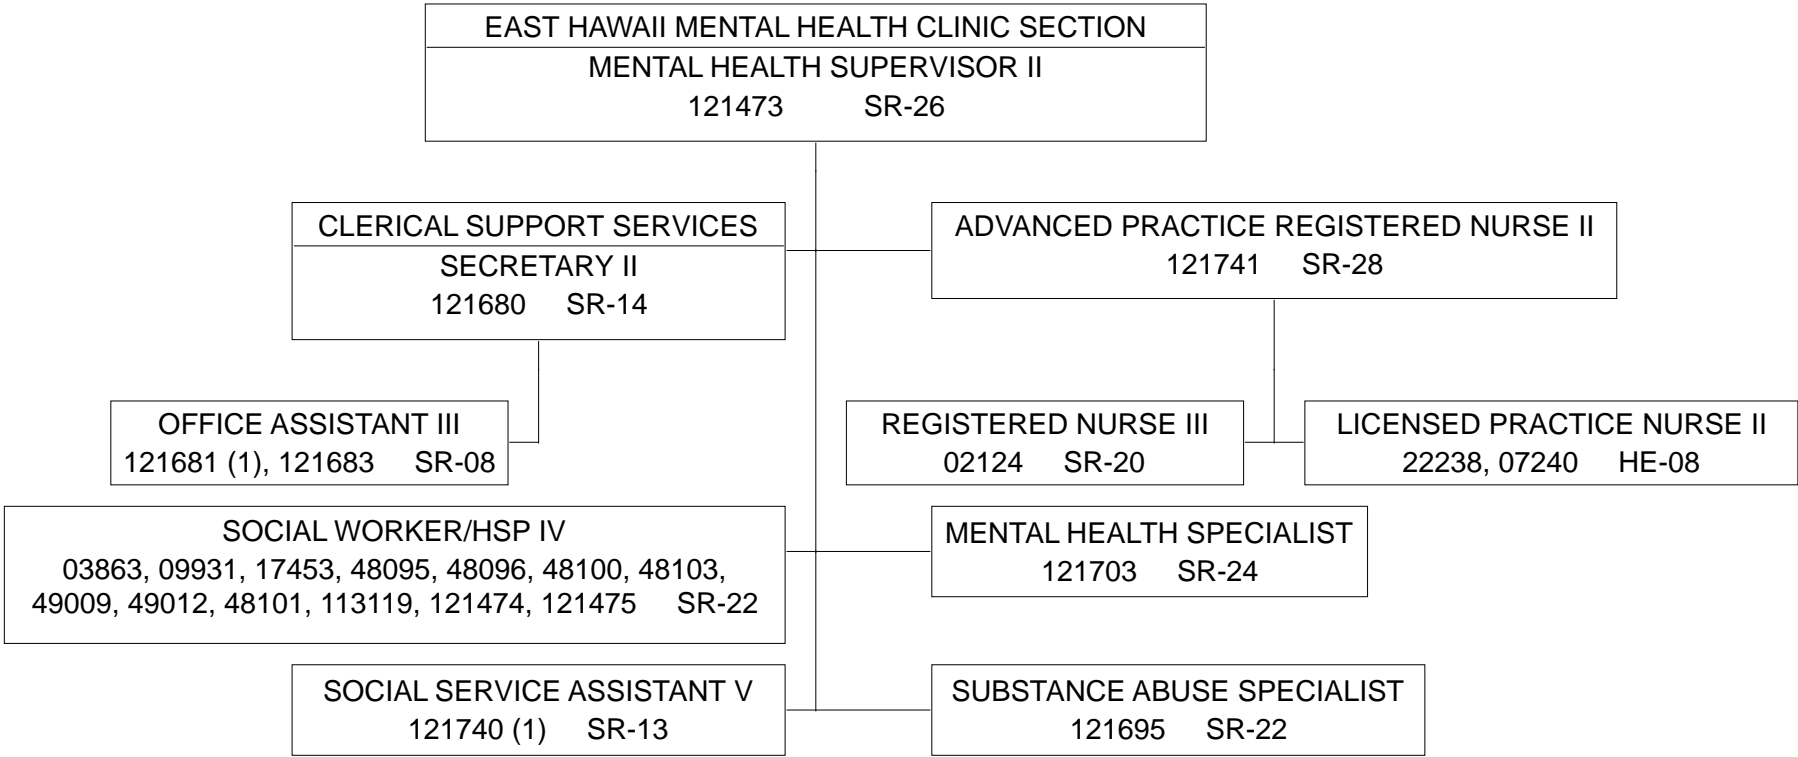 EAST HAWAII MENTAL HEALTH CLINIC SECTION
MENTAL HEALTH SUPERVISOR II
121473 SR-26
CLERICAL SUPPORT SERVICES
SECRETARY II
121680 SR-14
ADVANCED PRACTICE REGISTERED NURSE II
121741 SR-28
OFFICE ASSISTANT III
121681 (1), 121683 SR-08
REGISTERED NURSE III
02124 SR-20
LICENSED PRACTICE NURSE II
22238, 07240 HE-08
SOCIAL WORKER/HSP IV
03863, 09931, 17453, 48095, 48096, 48100, 48103,
49009, 49012, 48101, 113119, 121474, 121475 SR-22
MENTAL HEALTH SPECIALIST
121703 SR-24
SOCIAL SERVICE ASSISTANT V
121740 (1) SR-13
SUBSTANCE ABUSE SPECIALIST
121695 SR-22